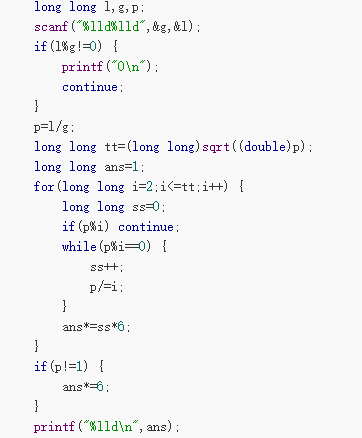 long long l,g,p;
scanf("%lld%lld",&g,&l);
if(l%g!=0) {
printf("0\n");
continue;
}
p=l/g;
long long tt=(long long)sqrt((double)p);
long long ans=1;
for(long long i=2;i<=tt;i++) {
long long ss=0;
if(p%i) continue;
while(p%i==0) {
ss++;
p/=i;
}
ans*=ss*6;
}
if(p!=1) {
ans*=6;
}
printf("%lld\n",ans);